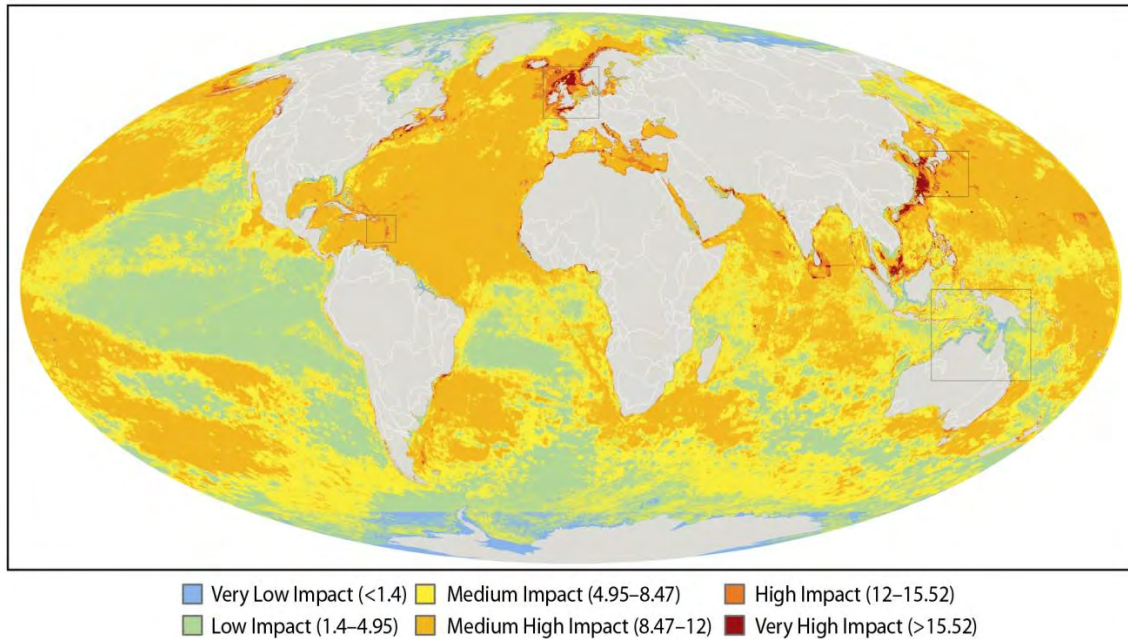 Very Low Impact (<1.4) Medium Impact (4.95–8.47) High Impact (12–15.52)
Low Impact (1.4–4.95) Medium High Impact (8.47–12) Very High Impact (>15.52)